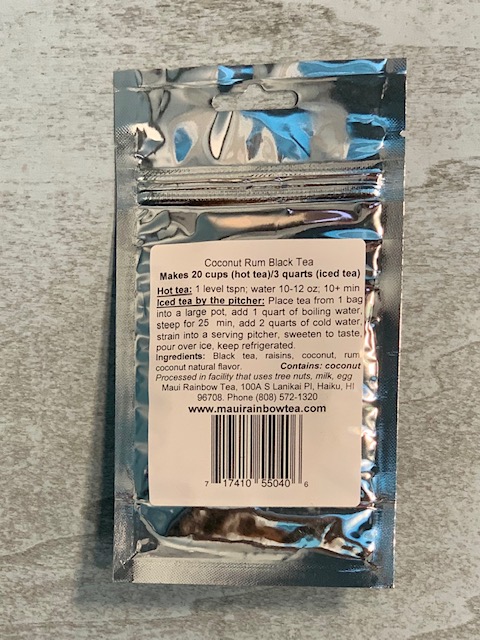 Coconut Rum Black Tea
Makes 20 cups (hot tea)/3 quarts (iced tea)
Hot tea: 1 level tspn; water 10-12 oz; 10+ min
Iced tea by the pitcher: Place tea from 1 bag
into a large pot, add 1 quart of boiling water,
steep for 25 min, add 2 quarts of cold water,
strain into a serving pitcher, sweeten to taste,
pour over ice, keep refrigerated.
Ingredients: Black tea, raisins, coconut, rum
coconut natural flavor. Contains: coconut
Processed in facility that uses tree nuts, milk, egg
Maui Rainbow Tea, 100A S Lanikai Pl, Haiku, HI
96708. Phone (808) 572-1320
www.mauirainbowtea.com
7 17410 55040 6